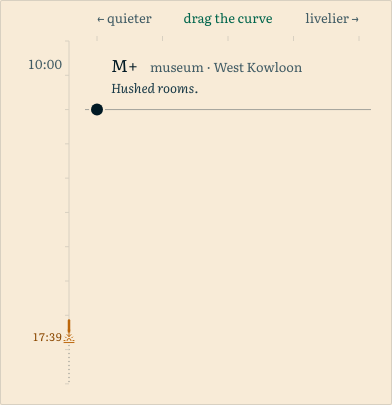 ← quieter drag the curve livelier →
10:00 M+ museum · West Kowloon
Hushed rooms.
17:39